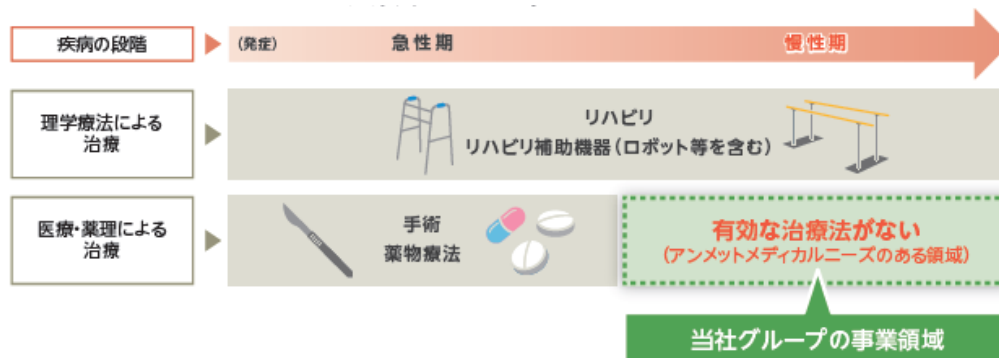 疾病の段階
(発症)
急性期
慢性期
理学療法による
治療
リハビリ
リハビリ補助機器(ロボット等を含む)
医療・薬理による
治療
手術
薬物療法
有効な治療法がない
(アンメットメディカルニーズのある領域)
当社グループの事業領域